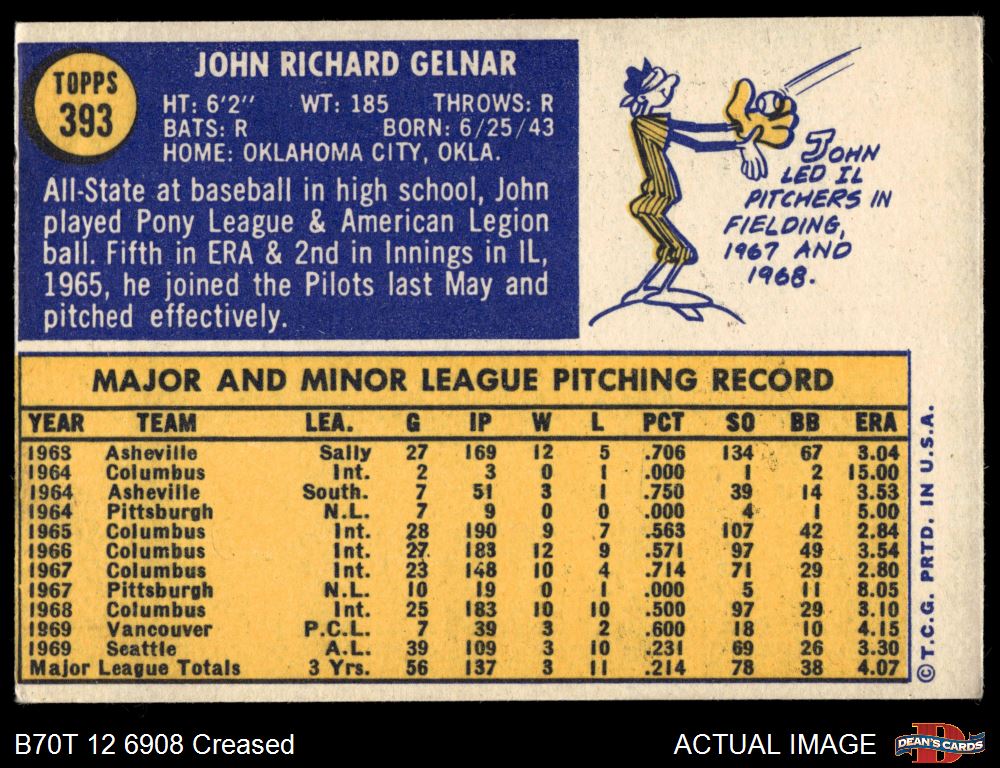 TOPPS
393
JOHN RICHARD GELNAR
HT: 6'2" WT: 185 THROWS: R
BATS: R BORN: 6/25/43
HOME: OKLAHOMA CITY, OKLA.
All-State at baseball in high school, John
played Pony League & American Legion
ball. Fifth in ERA & 2nd in Innings in IL,
1965, he joined the Pilots last May and
pitched effectively.
JOHN
LED IL
PITCHERS IN
FIELDING,
1967 AND
1968.
MAJOR AND MINOR LEAGUE PITCHING RECORD
YEAR TEAM LEA. G IP W L PCT SO BB ERA
1963 Asheville Sally 27 169 12 5 .706 134 67 3.04
1964 Columbus Int. 2 3 0 1 .000 1 2 15.00
1964 Asheville South. 7 51 3 1 .750 39 14 3.53
1964 Pittsburgh N.L. 7 9 0 0 .000 4 1 5.00
1965 Columbus Int. 28 190 9 7 .563 107 42 2.84
1966 Columbus Int. 27 183 12 9 .571 97 49 3.54
1967 Columbus Int. 23 148 10 4 .714 71 29 2.80
1967 Pittsburgh N.L. 10 19 0 1 .000 5 11 8.05
1968 Columbus Int. 25 183 10 10 .500 97 29 3.10
1969 Vancouver P.C.L. 7 39 3 2 .600 18 10 4.15
1969 Seattle A.L. 39 109 3 10 .231 69 26 3.30
Major League Totals 3 Yrs. 56 137 3 11 .214 78 38 4.07
© T.C.G. PRTD. IN U.S.A.
B70T 12 6908 Creased
ACTUAL IMAGE
DEAN'S CARDS